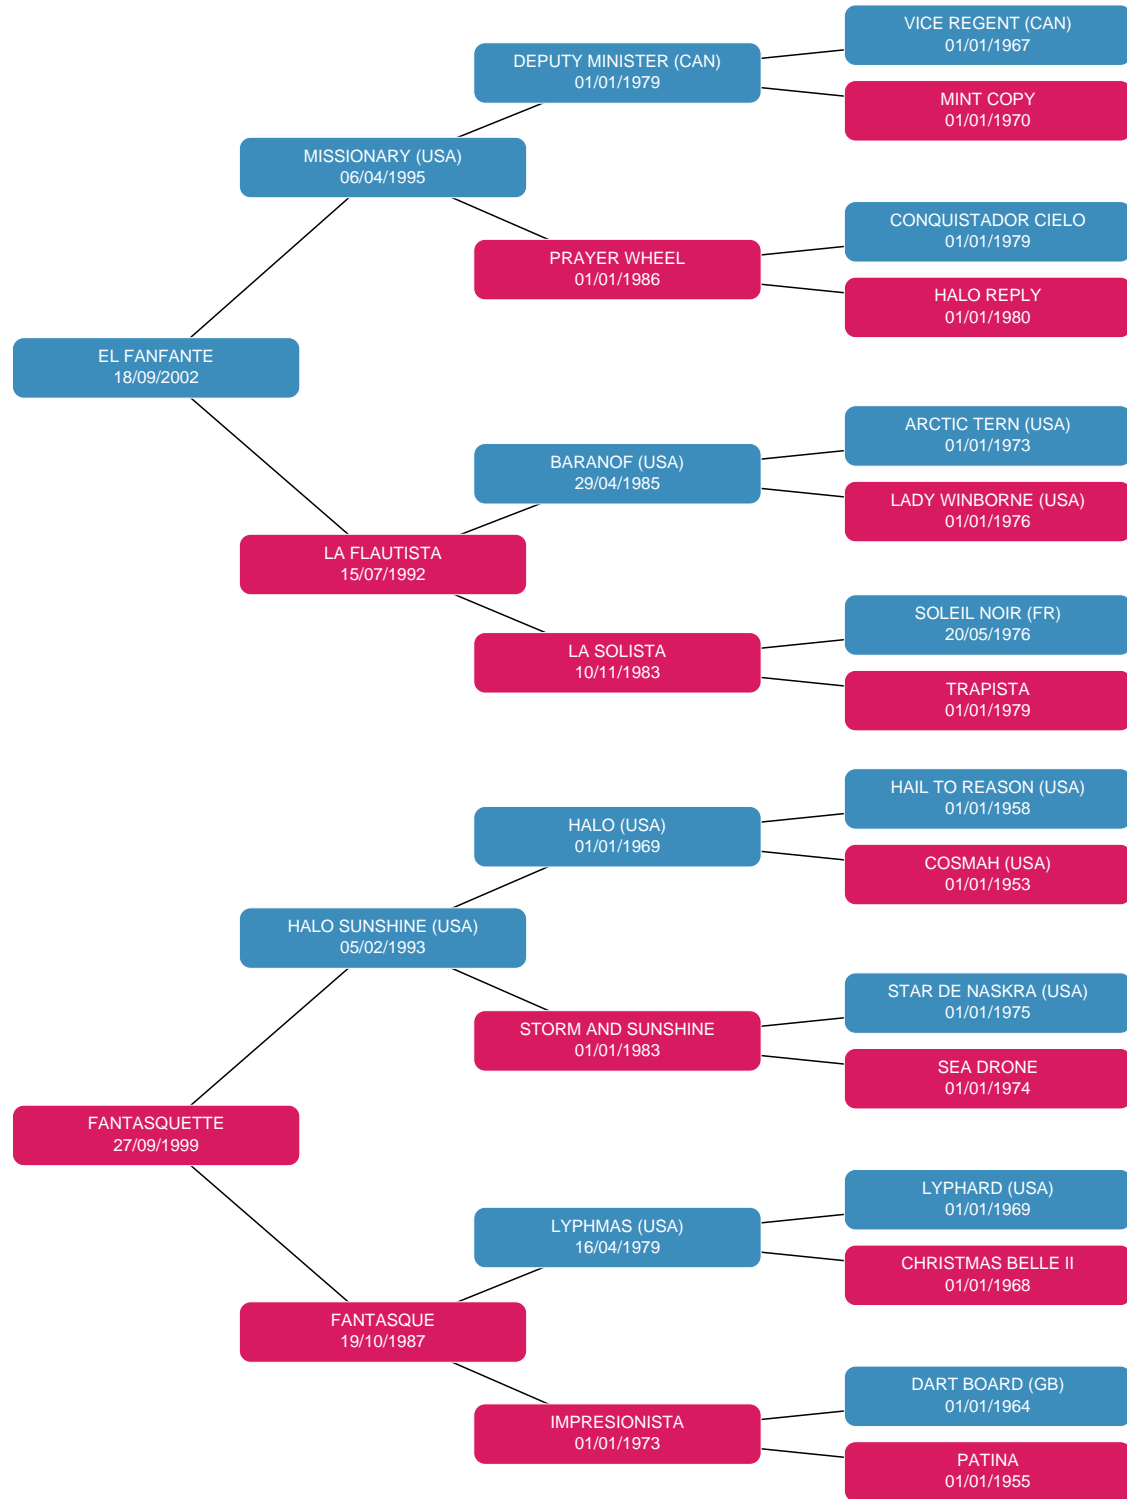 VICE REGENT (CAN)
01/01/1967
DEPUTY MINISTER (CAN)
01/01/1979
MINT COPY
01/01/1970
MISSIONARY (USA)
06/04/1995
CONQUISTADOR CIELO
01/01/1979
PRAYER WHEEL
01/01/1986
HALO REPLY
01/01/1980
EL FANFANTE
18/09/2002
ARCTIC TERN (USA)
01/01/1973
BARANOF (USA)
29/04/1985
LADY WINBORNE (USA)
01/01/1976
LA FLAUTISTA
15/07/1992
SOLEIL NOIR (FR)
20/05/1976
LA SOLISTA
10/11/1983
TRAPISTA
01/01/1979
HAIL TO REASON (USA)
01/01/1958
HALO (USA)
01/01/1969
COSMAH (USA)
01/01/1953
HALO SUNSHINE (USA)
05/02/1993
STAR DE NASKRA (USA)
01/01/1975
STORM AND SUNSHINE
01/01/1983
SEA DRONE
01/01/1974
FANTASQUETTE
27/09/1999
LYPHARD (USA)
01/01/1969
LYPHMAS (USA)
16/04/1979
CHRISTMAS BELLE II
01/01/1968
FANTASQUE
19/10/1987
DART BOARD (GB)
01/01/1964
IMPRESIONISTA
01/01/1973
PATINA
01/01/1955